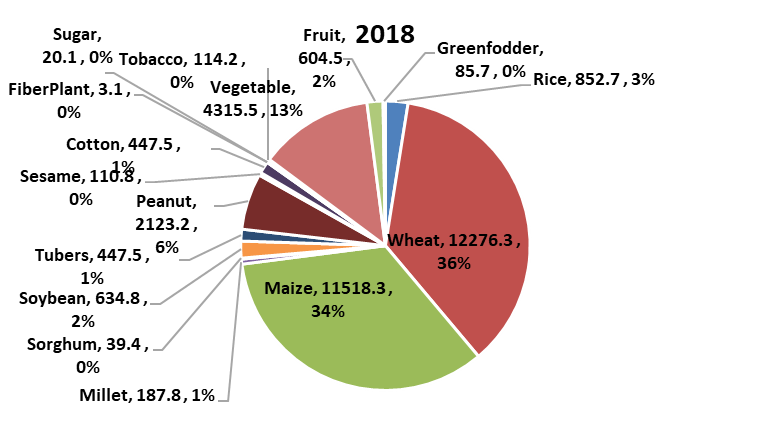 2018
Rice, 852.7 , 3%
Wheat, 12276.3 ,
36%
Maize, 11518.3 ,
34%
Millet, 187.8 , 1%
Sorghum, 39.4 ,
0%
Soybean, 634.8 ,
2%
Tubers, 447.5 ,
1%
Peanut,
2123.2 ,
6%
Sesame, 110.8 ,
0%
Cotton, 447.5 ,
1%
FiberPlant, 3.1 ,
0%
Sugar,
20.1 , 0%
Tobacco, 114.2 ,
0%
Vegetable,
4315.5 , 13%
Fruit,
604.5 ,
2%
Greenfodder,
85.7 , 0%